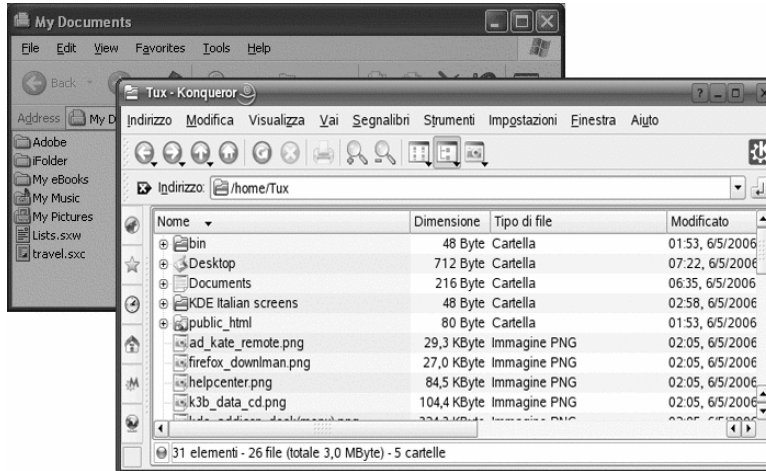 My Documents
File Edit View Favorites Tools Help
Back
Address My D
Adobe
iFolder
My eBooks
My Music
My Pictures
Lists.sxw
travel.sxc
Tux - Konqueror
Indirizzo Modifica Visualizza Vai Segnalibri Strumenti Impostazioni Finestra Aiuto
Indirizzo: /home/Tux
Nome Dimensione Tipo di file Modificato
bin 48 Byte Cartella 01:53, 6/5/2006
Desktop 712 Byte Cartella 07:22, 6/5/2006
Documents 216 Byte Cartella 06:35, 6/5/2006
KDE Italian screens 48 Byte Cartella 02:58, 6/5/2006
public_html 80 Byte Cartella 01:53, 6/5/2006
ad_kate_remote.png 29,3 KByte Immagine PNG 02:05, 6/5/2006
firefox_downlman.png 27,0 KByte Immagine PNG 02:05, 6/5/2006
helpcenter.png 84,5 KByte Immagine PNG 02:05, 6/5/2006
k3b_data_cd.png 104,4 KByte Immagine PNG 02:05, 6/5/2006
31 elementi - 26 file (totale 3,0 MByte) - 5 cartelle